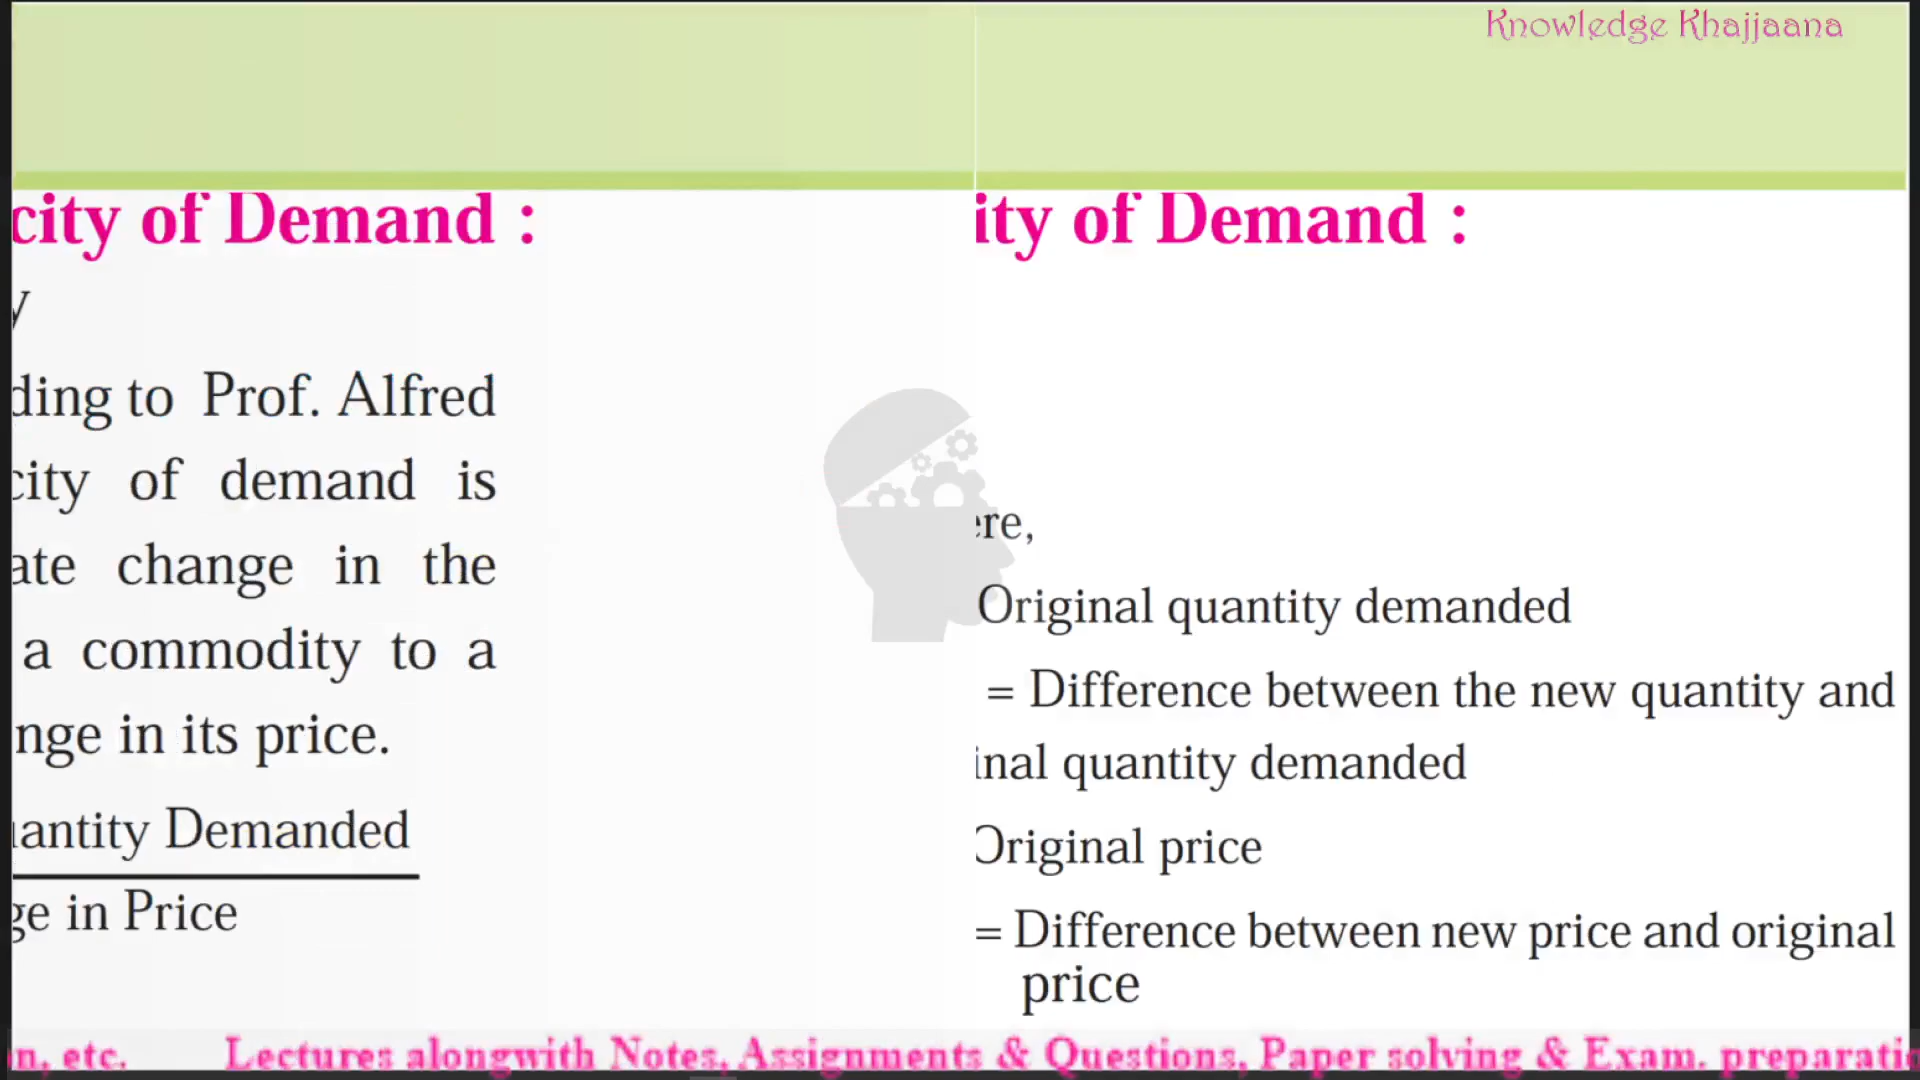 Knowledge Khajjaana
city of Demand :
y
ding to Prof. Alfred
city of demand is
ate change in the
a commodity to a
nge in its price.
uantity Demanded
ge in Price
ity of Demand :
ere,
Original quantity demanded
= Difference between the new quantity and
inal quantity demanded
Original price
= Difference between new price and original
price
n, etc. Lectures alongwith Notes, Assignments & Questions, Paper solving & Exam. preparatio